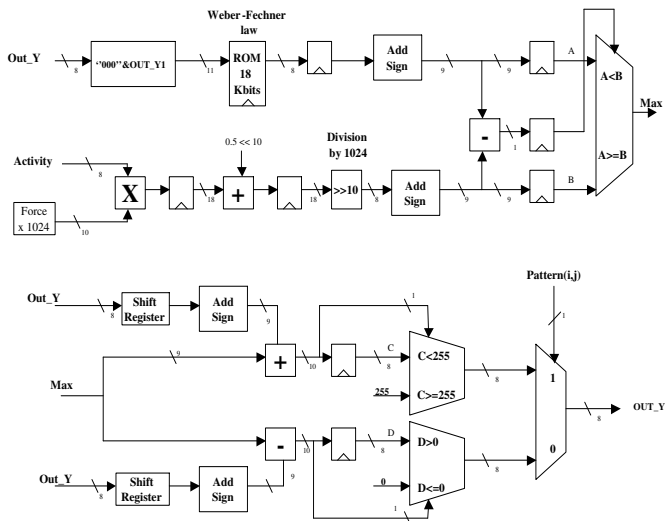 Weber-Fechner
law
Out_Y
8
"000"&OUT_Y1
11
ROM
18
Kbits
8
Add
Sign
9
9
A
A<B
Max
-
1
A>=B
0.5 << 10
Division
by 1024
Activity
8
X
18
+
18
>>10
8
Add
Sign
9
9
B
Force
x 1024
10
Pattern(i,j)
1
Out_Y
8
Shift
Register
Add
Sign
9
1
9
+
10
C
8
C<255
C>=255
255
8
1
Max
OUT_Y
8
-
10
D
8
D>0
D<=0
0
8
0
Out_Y
8
Shift
Register
Add
Sign
9
1